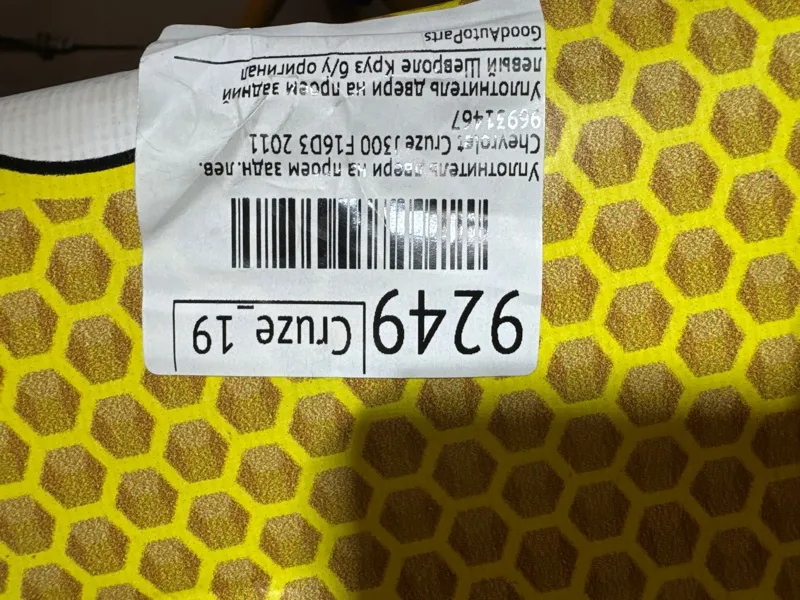 9249 Cruze_19
Уплотнитель двери на проем задн.лев.
Chevrolet Cruze J300 F16D3 2011
96931467
Уплотнитель двери на проем задний
левый Шевроле Круз б/у оригинал
GoodAutoParts